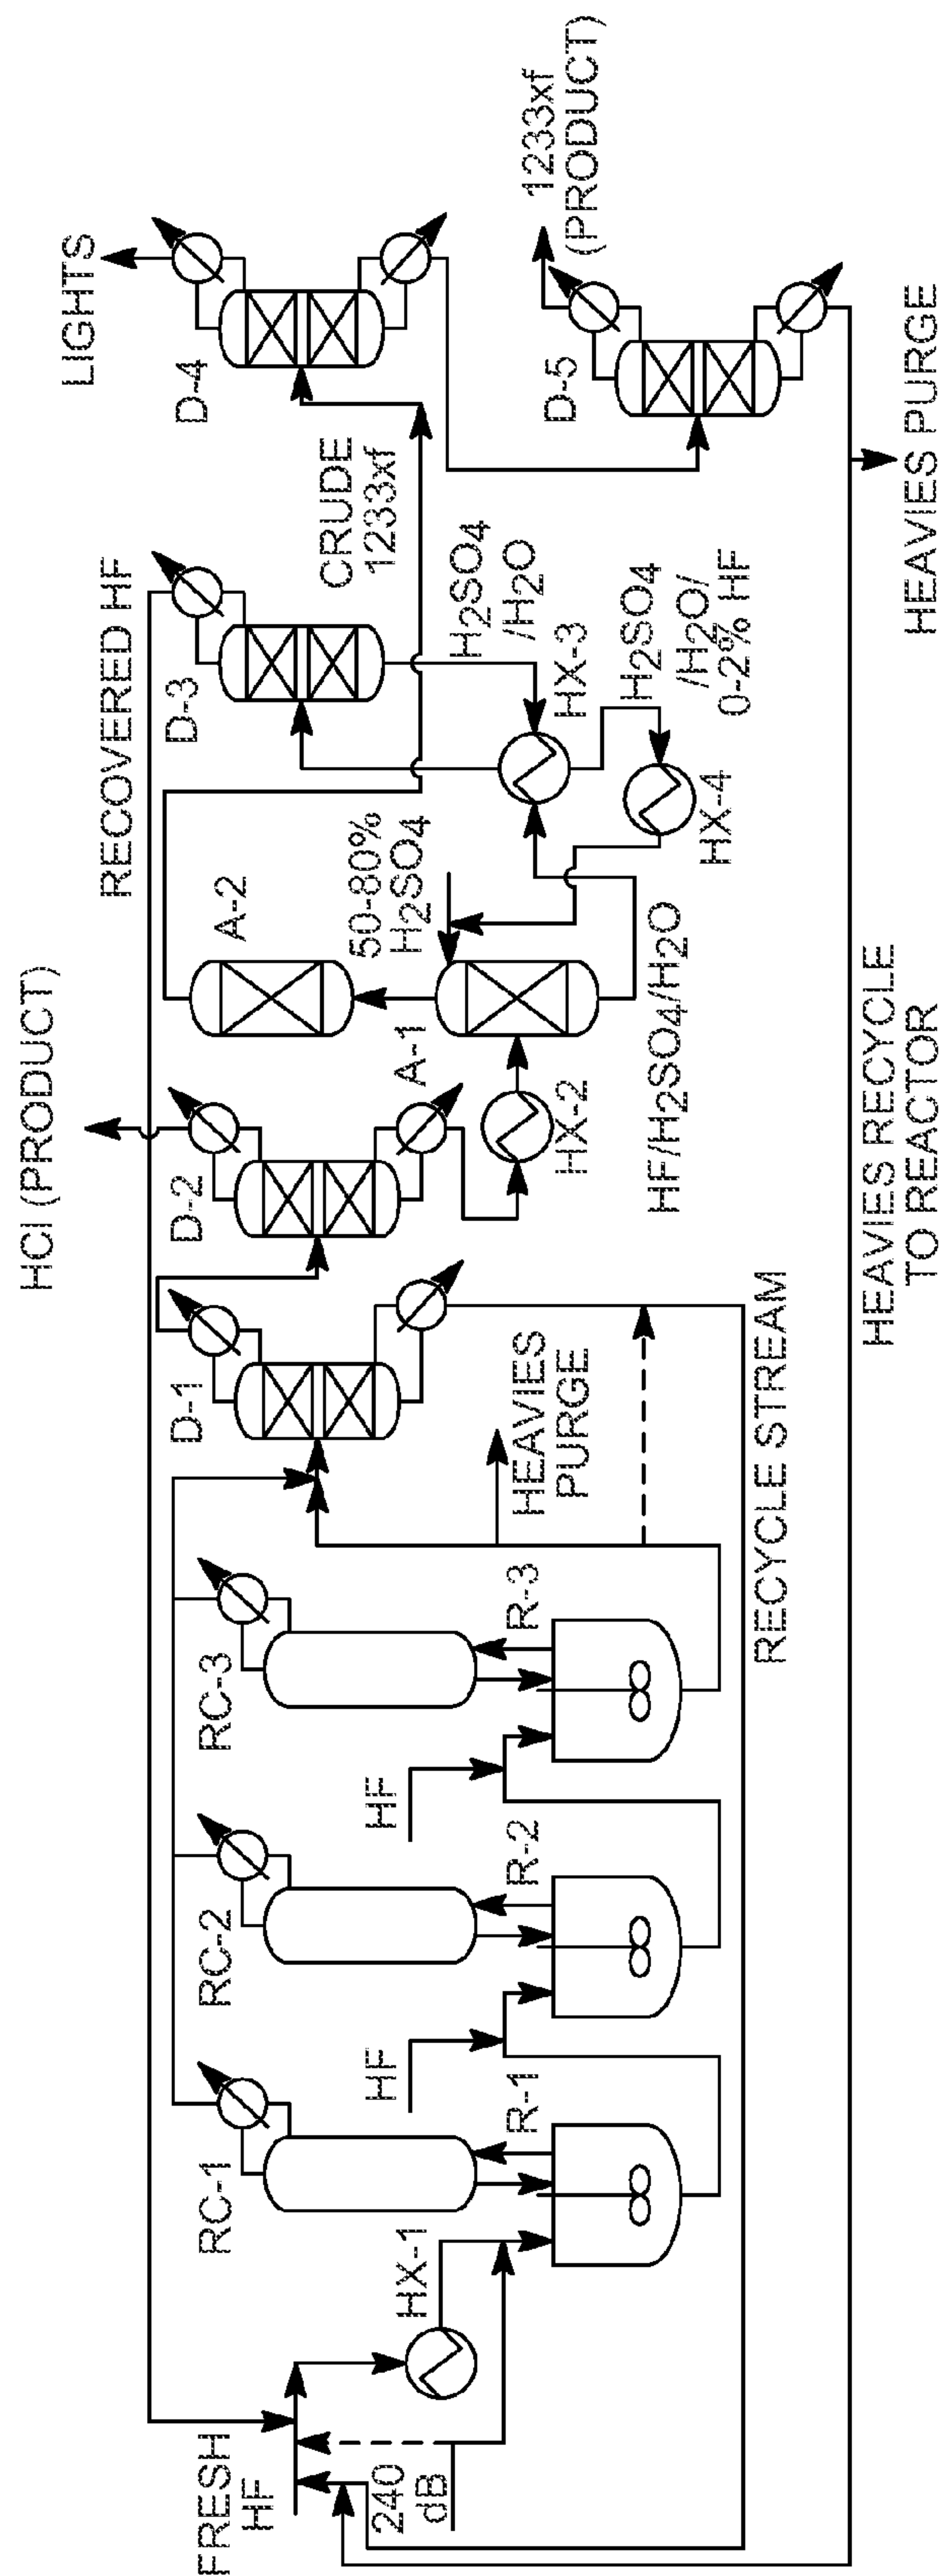 FRESH
HF
240
dB
HX-1
RC-1
R-1
HF
RC-2
R-2
HF
RC-3
R-3
HEAVIES
PURGE
RECYCLE STREAM
D-1
D-2
HCl (PRODUCT)
HX-2
A-1
A-2
50-80%
H2SO4
HF/H2SO4/H2O
RECOVERED HF
D-3
HX-3
HX-4
H2SO4
/H2O
H2SO4
/H2O/
0-2% HF
CRUDE
1233xf
LIGHTS
D-4
D-5
1233xf
(PRODUCT)
HEAVIES PURGE
HEAVIES RECYCLE
TO REACTOR